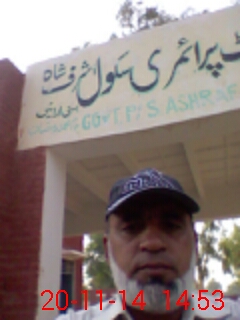 ٹ پرائمری سکول اشرف شاہ
GOVT. P/S ASHRAF
20-11-14 14:53